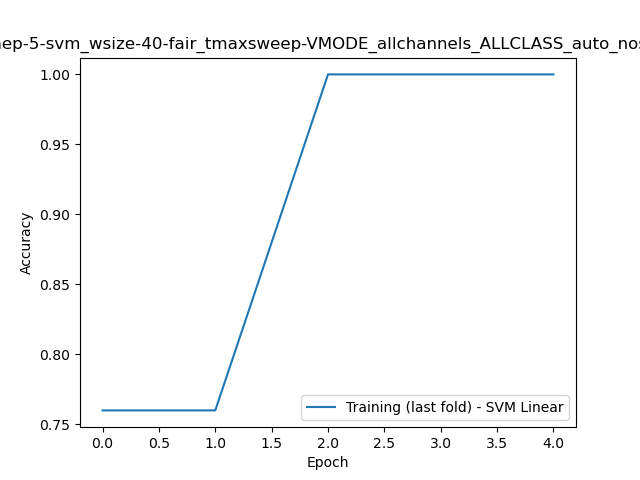 ep-5-svm_wsize-40-fair_tmaxsweep-VMODE_allchannels_ALLCLASS_auto_nos
1.00
0.95
0.90
0.85
0.80
0.75
Accuracy
Training (last fold) - SVM Linear
0.0 0.5 1.0 1.5 2.0 2.5 3.0 3.5 4.0
Epoch